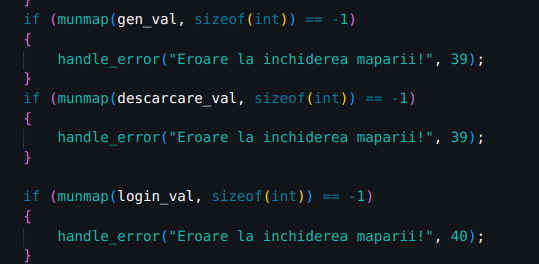 }
if (munmap(gen_val, sizeof(int)) == -1)
{
handle_error("Eroare la inchiderea maparii!", 39);
}
if (munmap(descarcare_val, sizeof(int)) == -1)
{
handle_error("Eroare la inchiderea maparii!", 39);
}
if (munmap(login_val, sizeof(int)) == -1)
{
handle_error("Eroare la inchiderea maparii!", 40);
}